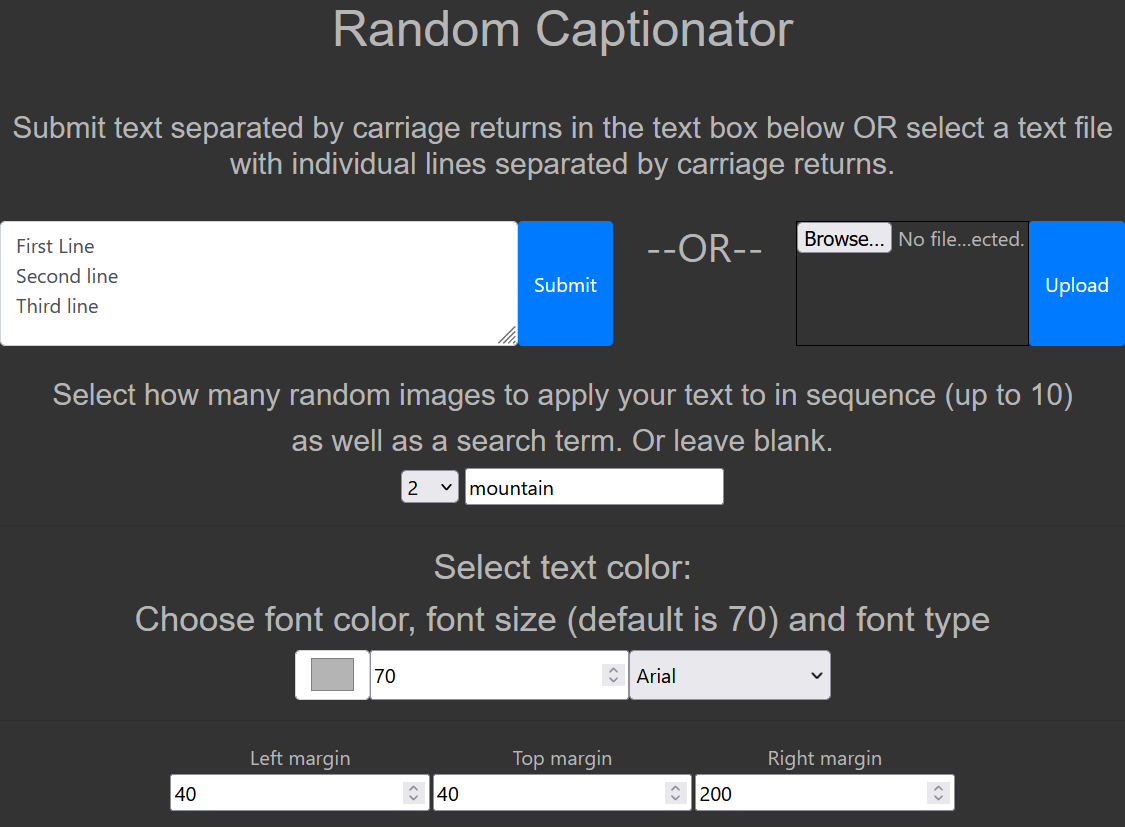 Random Captionator
Submit text separated by carriage returns in the text box below OR select a text file
with individual lines separated by carriage returns.
First Line
Second line
Third line
Submit
--OR--
Browse...
No file...ected.
Upload
Select how many random images to apply your text to in sequence (up to 10)
as well as a search term. Or leave blank.
2
mountain
Select text color:
Choose font color, font size (default is 70) and font type
70
Arial
Left margin
Top margin
Right margin
40
40
200